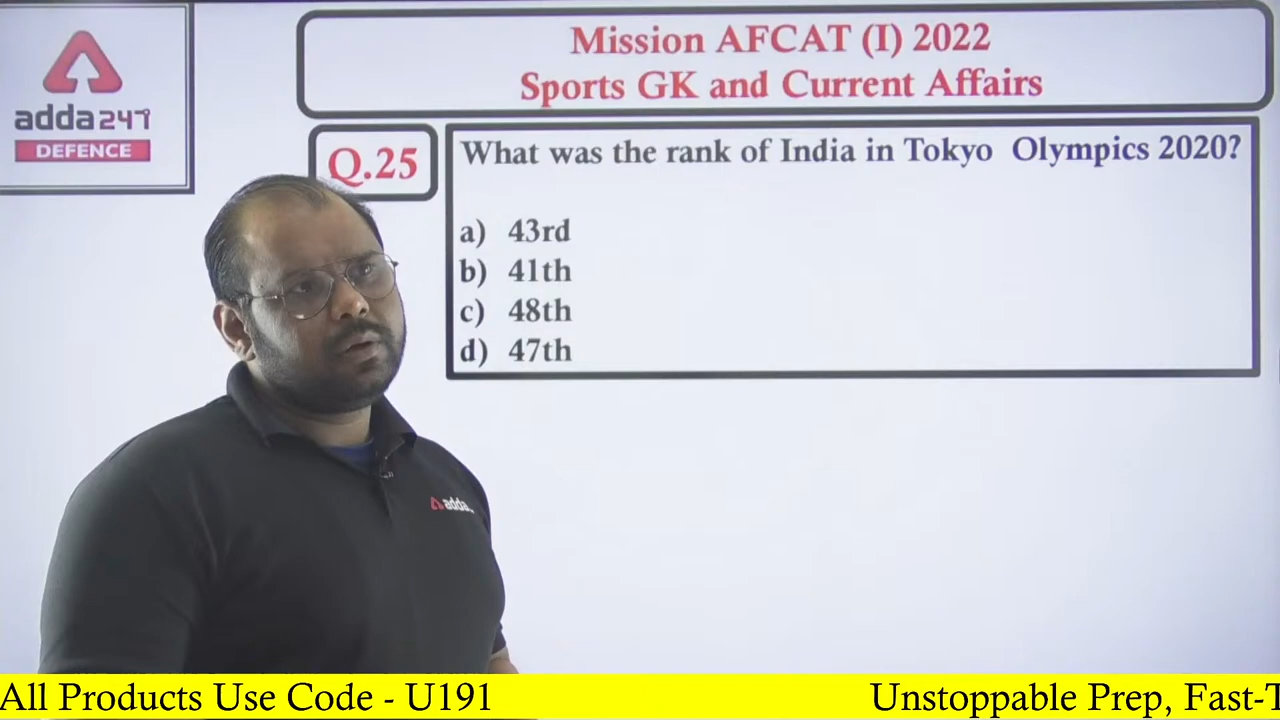 Mission AFCAT (I) 2022
Sports GK and Current Affairs
adda247
DEFENCE
Q.25
What was the rank of India in Tokyo Olympics 2020?
a) 43rd
b) 41th
c) 48th
d) 47th
adda
All Products Use Code - U191
Unstoppable Prep, Fast-T